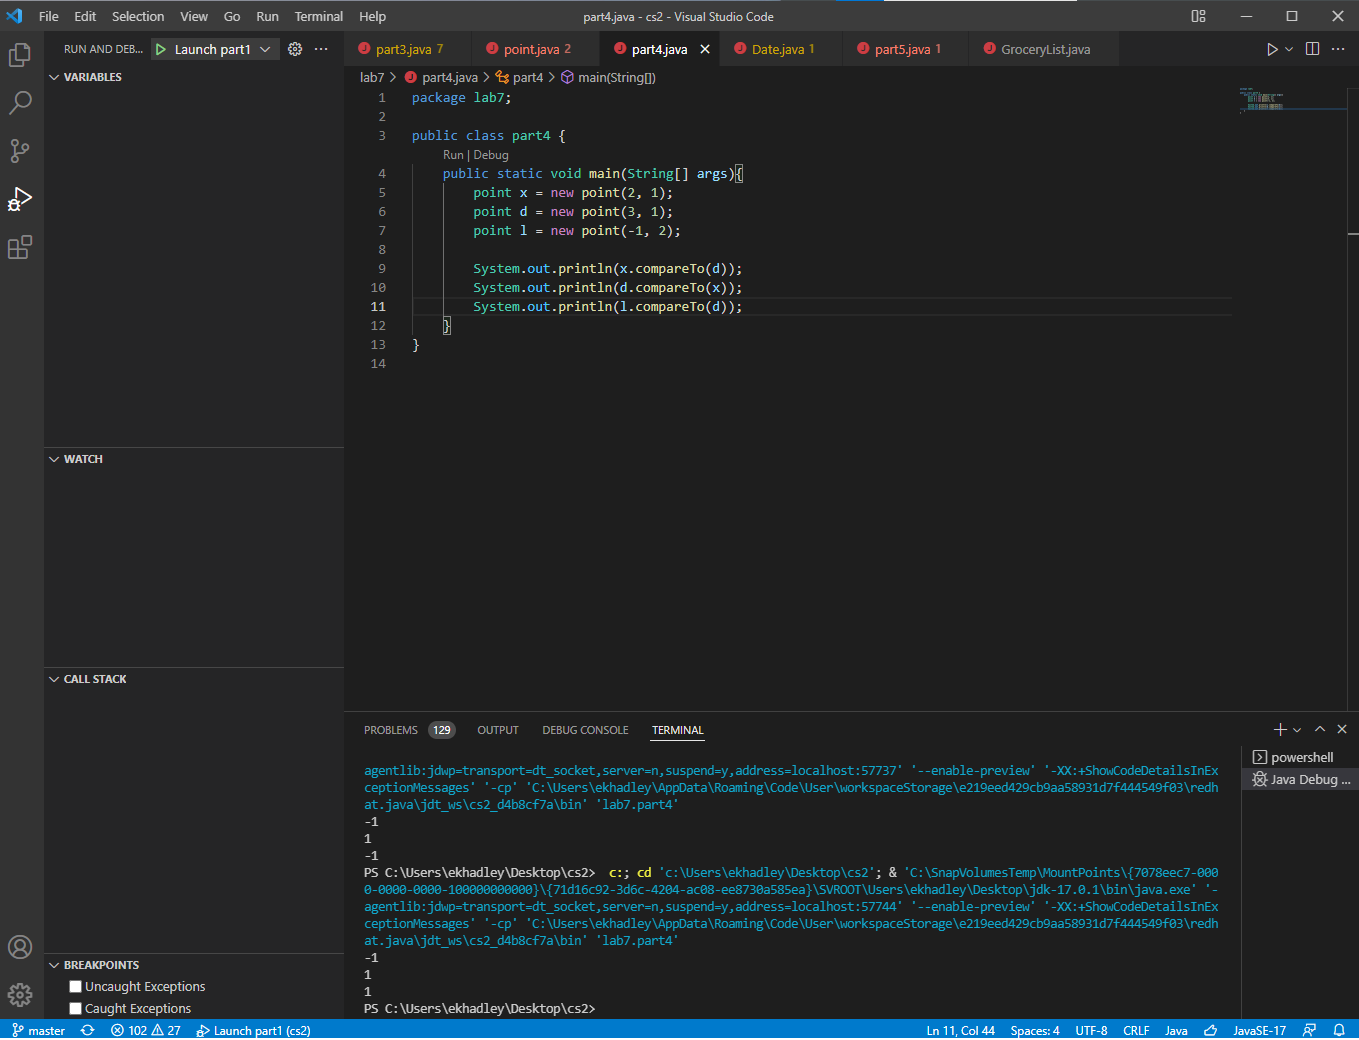 File Edit Selection View Go Run Terminal Help
part4.java - cs2 - Visual Studio Code
RUN AND DEB... Launch part1
part3.java 7 point.java 2 part4.java Date.java 1 part5.java 1 GroceryList.java
lab7 > part4.java > part4 > main(String[])
VARIABLES
1 package lab7;
2
3 public class part4 {
Run | Debug
4 public static void main(String[] args){
5 point x = new point(2, 1);
6 point d = new point(3, 1);
7 point l = new point(-1, 2);
8
9 System.out.println(x.compareTo(d));
10 System.out.println(d.compareTo(x));
11 System.out.println(l.compareTo(d));
12 }
13 }
14
WATCH
CALL STACK
BREAKPOINTS
Uncaught Exceptions
Caught Exceptions
PROBLEMS 129 OUTPUT DEBUG CONSOLE TERMINAL
powershell
Java Debug ...
agentlib:jdwp=transport=dt_socket,server=n,suspend=y,address=localhost:57737' '--enable-preview' '-XX:+ShowCodeDetailsInEx
ceptionMessages' '-cp' 'C:\Users\ekhadley\AppData\Roaming\Code\User\workspaceStorage\e219eed429cb9aa58931d7f444549f03\redh
at.java\jdt_ws\cs2_d4b8cf7a\bin' 'lab7.part4'
-1
1
-1
PS C:\Users\ekhadley\Desktop\cs2> c:; cd 'c:\Users\ekhadley\Desktop\cs2'; & 'C:\SnapVolumesTemp\MountPoints\{7078eec7-000
0-0000-0000-100000000000}\{71d16c92-3d6c-4204-ac08-ee8730a585ea}\SVROOT\Users\ekhadley\Desktop\jdk-17.0.1\bin\java.exe' '-
agentlib:jdwp=transport=dt_socket,server=n,suspend=y,address=localhost:57744' '--enable-preview' '-XX:+ShowCodeDetailsInEx
ceptionMessages' '-cp' 'C:\Users\ekhadley\AppData\Roaming\Code\User\workspaceStorage\e219eed429cb9aa58931d7f444549f03\redh
at.java\jdt_ws\cs2_d4b8cf7a\bin' 'lab7.part4'
-1
1
1
PS C:\Users\ekhadley\Desktop\cs2>
master 102 27 Launch part1 (cs2) Ln 11, Col 44 Spaces: 4 UTF-8 CRLF Java JavaSE-17